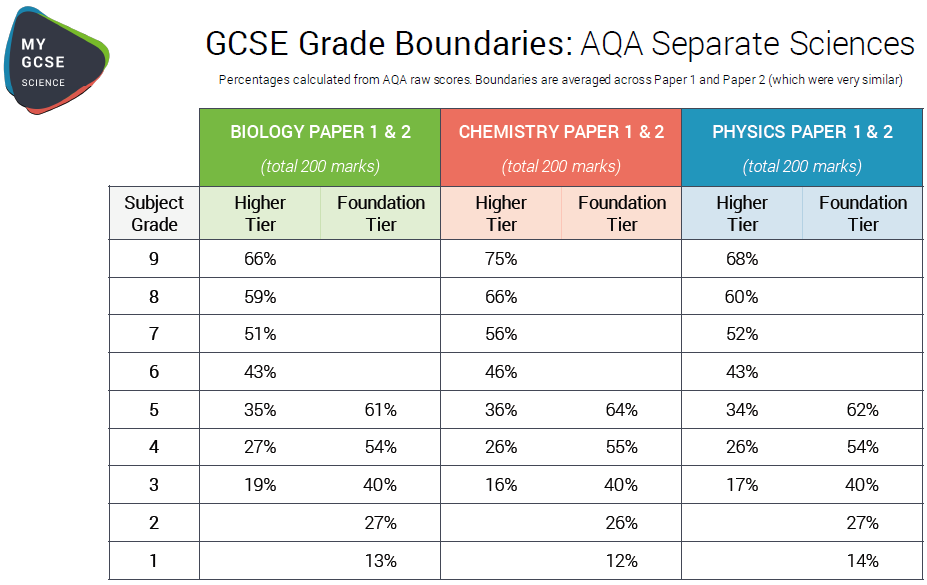 MY
GCSE
SCIENCE
GCSE Grade Boundaries: AQA Separate Sciences
Percentages calculated from AQA raw scores. Boundaries are averaged across Paper 1 and Paper 2 (which were very similar)
BIOLOGY PAPER 1 & 2 CHEMISTRY PAPER 1 & 2 PHYSICS PAPER 1 & 2
(total 200 marks) (total 200 marks) (total 200 marks)
Subject Higher Foundation Higher Foundation Higher Foundation
Grade Tier Tier Tier Tier Tier Tier
9 66% 75% 68%
8 59% 66% 60%
7 51% 56% 52%
6 43% 46% 43%
5 35% 61% 36% 64% 34% 62%
4 27% 54% 26% 55% 26% 54%
3 19% 40% 16% 40% 17% 40%
2 27% 26% 27%
1 13% 12% 14%